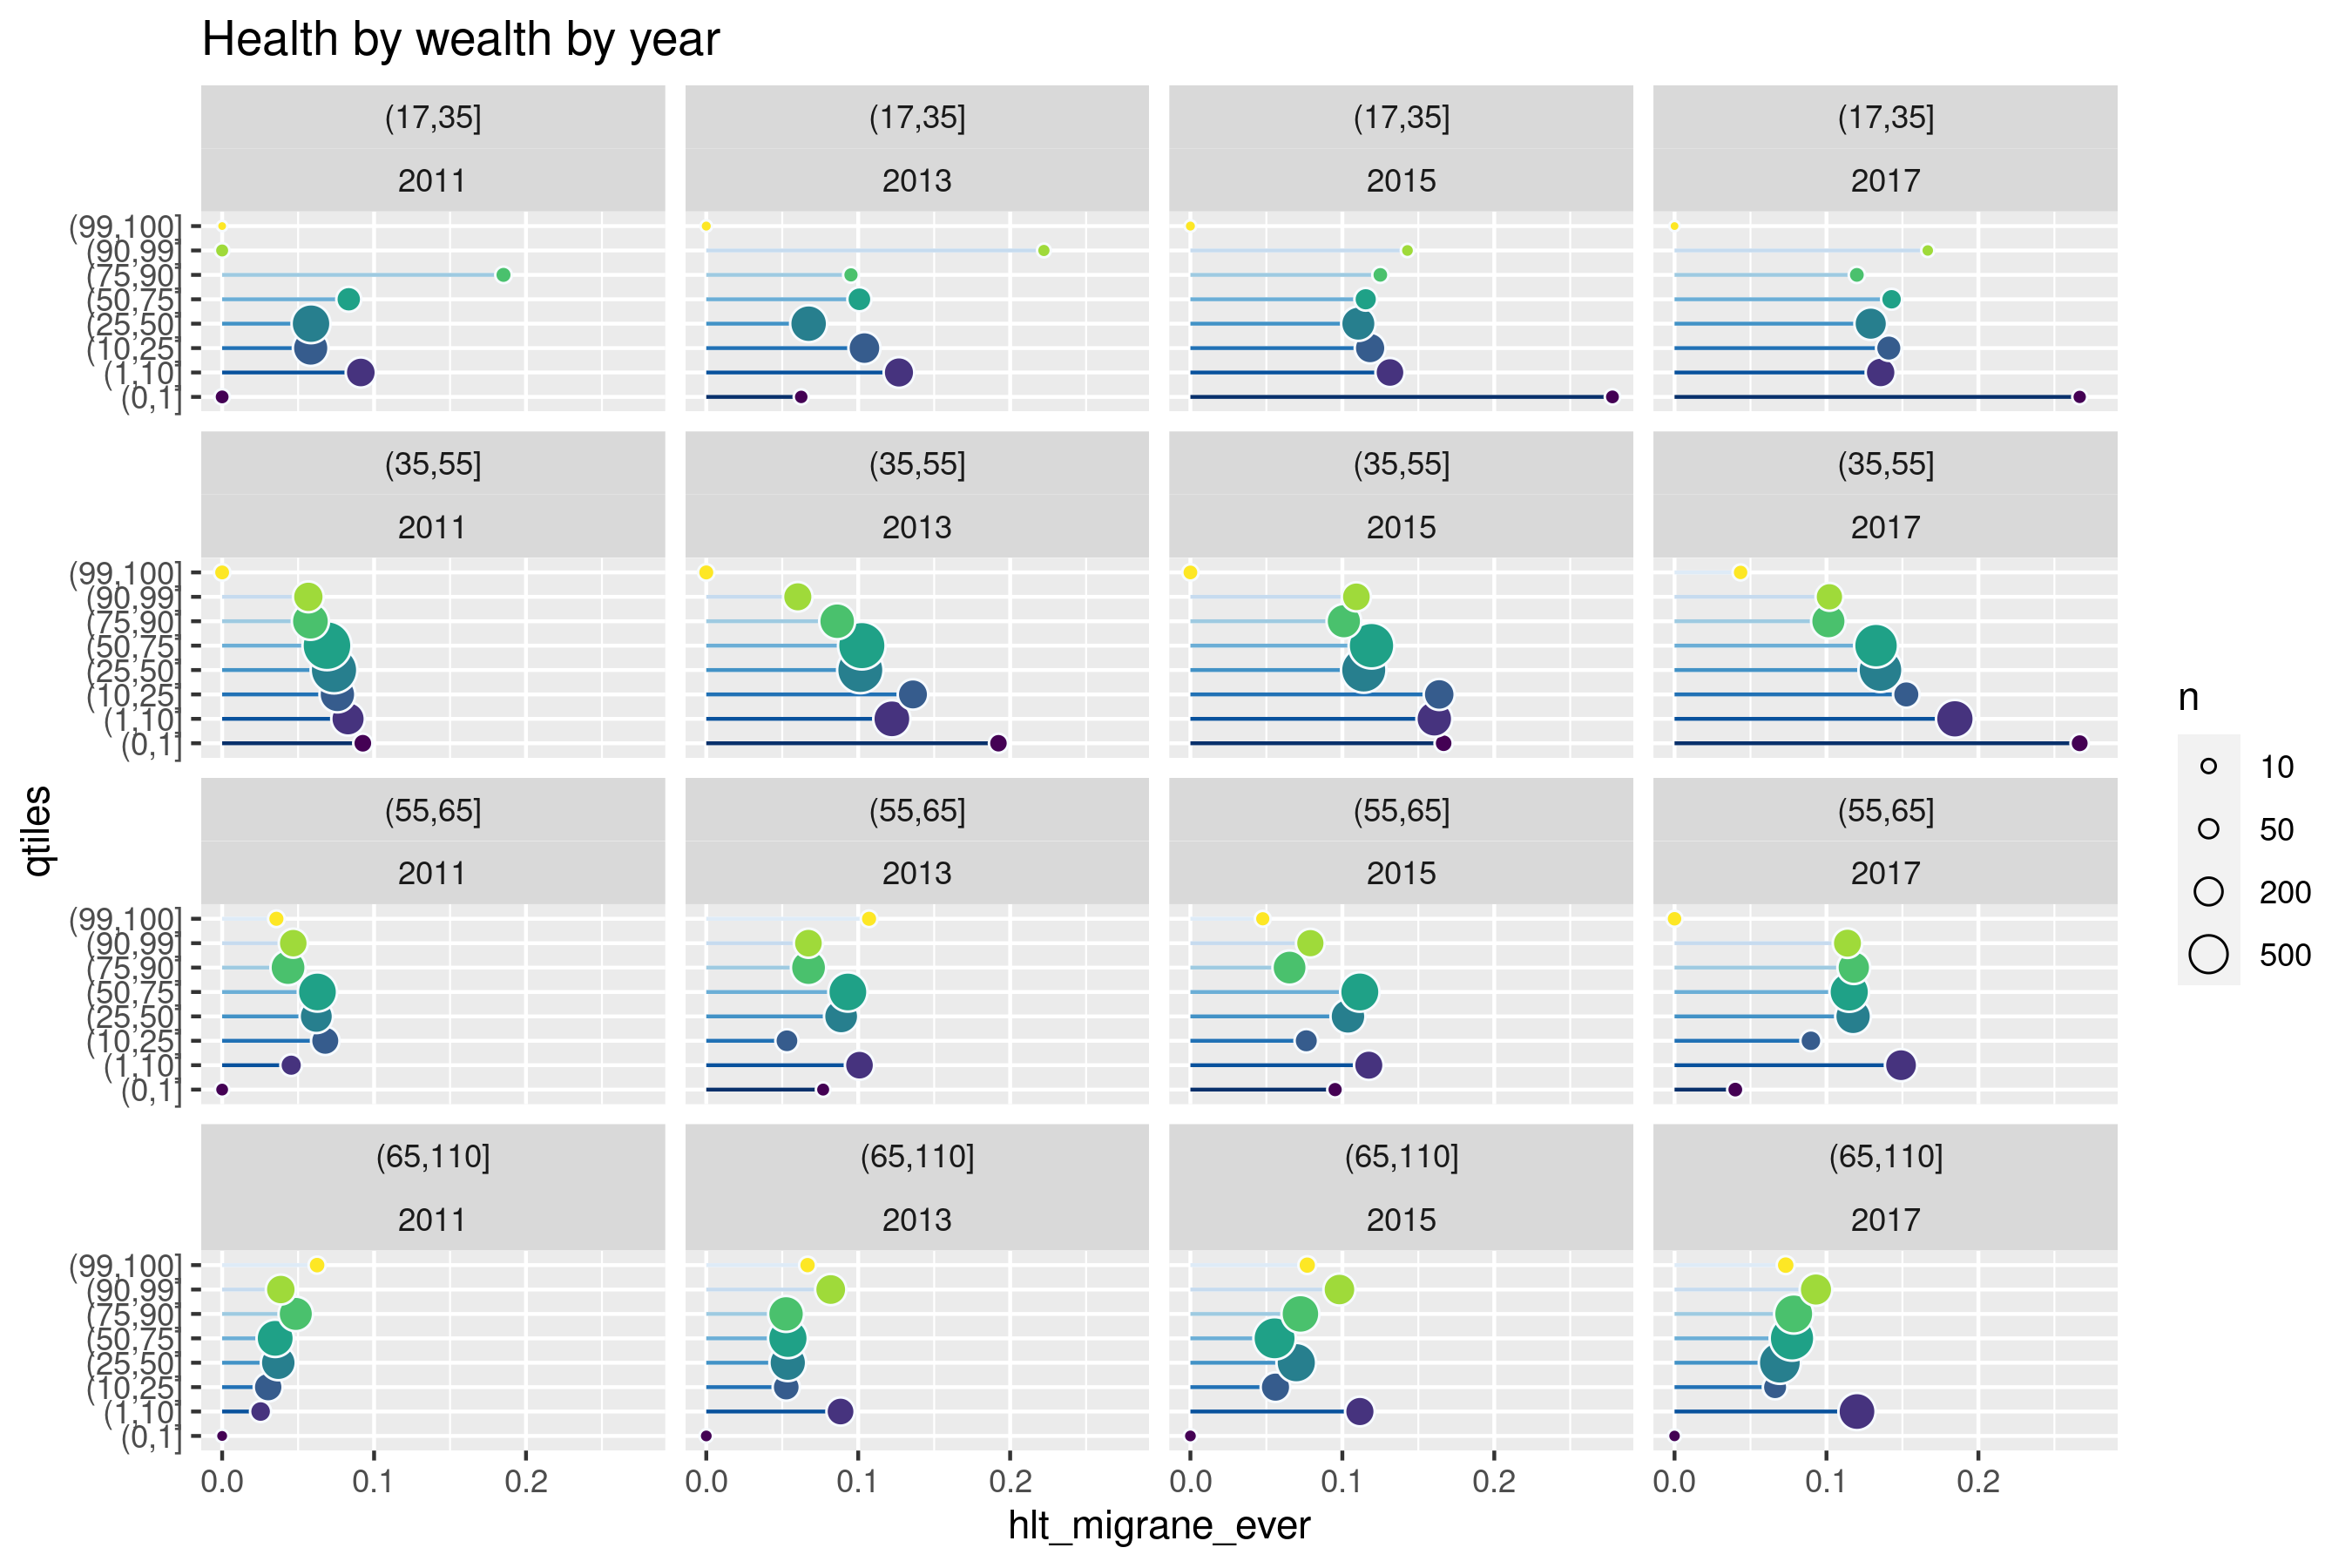 Health by wealth by year
(17,35] (17,35] (17,35] (17,35]
2011 2013 2015 2017
(99,100]
(90,99]
(75,90]
(50,75]
(25,50]
(10,25]
(1,10]
(0,1]
(35,55] (35,55] (35,55] (35,55]
2011 2013 2015 2017
(99,100]
(90,99]
(75,90]
(50,75]
(25,50]
(10,25]
(1,10]
(0,1]
(55,65] (55,65] (55,65] (55,65]
2011 2013 2015 2017
(99,100]
(90,99]
(75,90]
(50,75]
(25,50]
(10,25]
(1,10]
(0,1]
(65,110] (65,110] (65,110] (65,110]
2011 2013 2015 2017
(99,100]
(90,99]
(75,90]
(50,75]
(25,50]
(10,25]
(1,10]
(0,1]
0.0 0.1 0.2 0.0 0.1 0.2 0.0 0.1 0.2 0.0 0.1 0.2
hlt_migrane_ever
qtiles
n
10
50
200
500